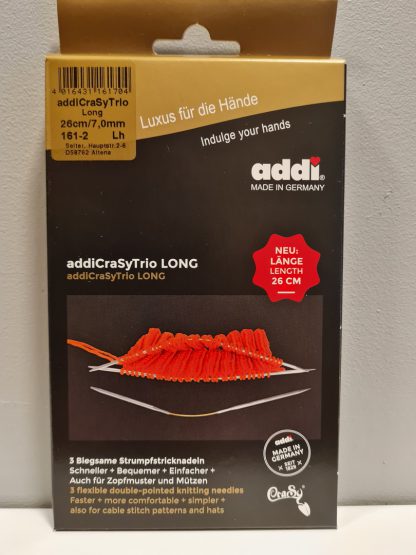 4 016431 161704
addiCraSyTrio
Long
26cm/7,0mm
161-2 Lh
Selter, Hauptstr.2-6
D58762 Altena
Luxus für die Hände
Indulge your hands
addi®
MADE IN GERMANY
addiCraSyTrio LONG
addiCraSyTrio LONG
NEU:
LÄNGE
LENGTH
26 CM
3 Biegsame Strumpfstricknadeln
Schneller + Bequemer + Einfacher +
Auch für Zopfmuster und Mützen
3 flexible double-pointed knitting needles
Faster + more comfortable + simpler +
also for cable stitch patterns and hats
addi
MADE IN
GERMANY
SEIT
1829
CraSy